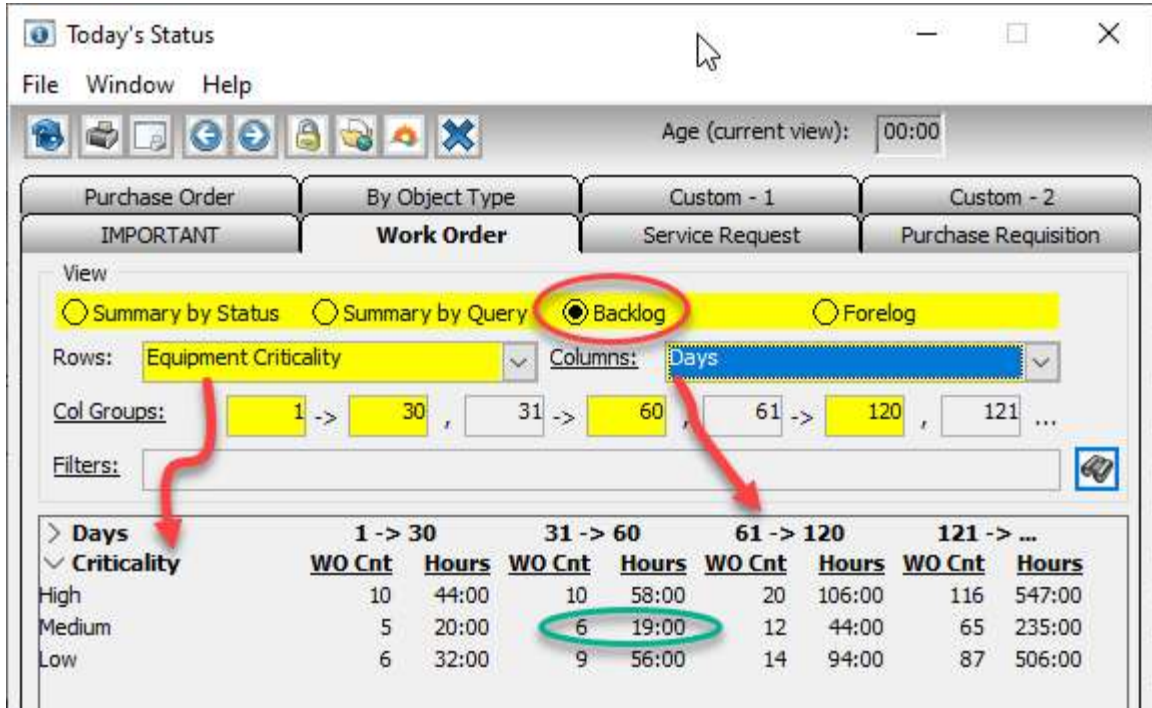 Today's Status
File Window Help
Age (current view): 00:00
Purchase Order By Object Type Custom - 1 Custom - 2
IMPORTANT Work Order Service Request Purchase Requisition
View
Summary by Status Summary by Query Backlog Forelog
Rows: Equipment Criticality Columns: Days
Col Groups: 1 -> 30 , 31 -> 60 , 61 -> 120 , 121 ...
Filters:
> Days 1 -> 30 31 -> 60 61 -> 120 121 -> ...
Criticality WO Cnt Hours WO Cnt Hours WO Cnt Hours WO Cnt Hours
High 10 44:00 10 58:00 20 106:00 116 547:00
Medium 5 20:00 6 19:00 12 44:00 65 235:00
Low 6 32:00 9 56:00 14 94:00 87 506:00